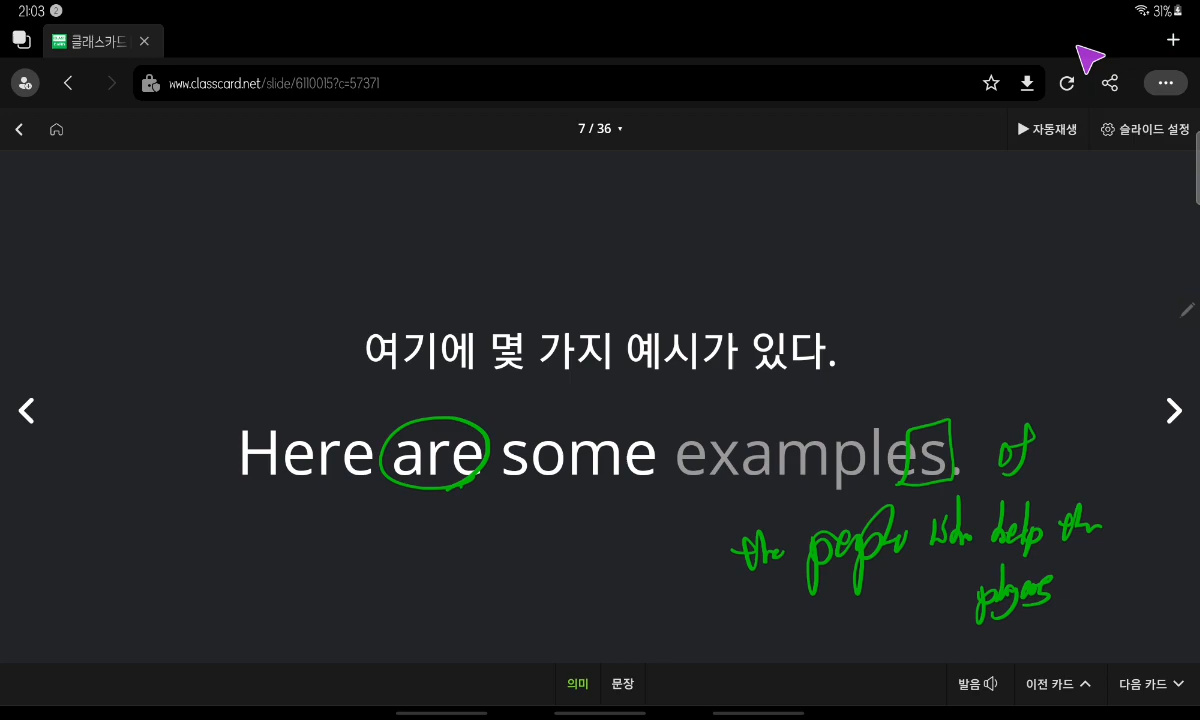 21:03 2
31%
클래스카드
www.classcard.net/slide/6110015?c=57371
7 / 36
자동재생
슬라이드 설정
여기에 몇 가지 예시가 있다.
Here are some examples. of
the people who help the
players
의미 문장
발음 이전 카드 다음 카드